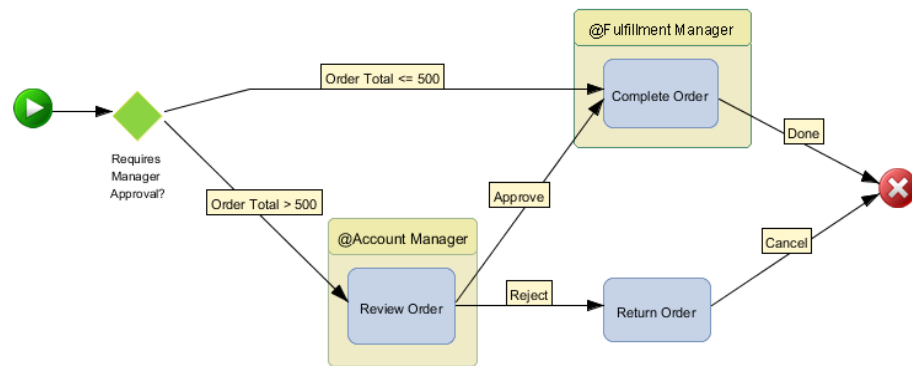 @Fulfillment Manager
Order Total <= 500
Complete Order
Done
Requires
Manager
Approval?
Order Total > 500
Approve
@Account Manager
Cancel
Review Order
Reject
Return Order